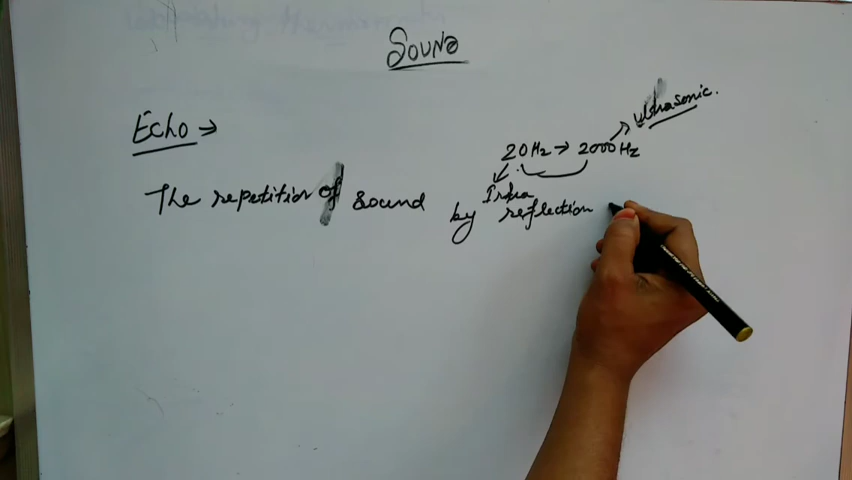 Sound
Ultrasonic.
Echo →
20Hz → 2000Hz
Infra
The repetition of sound by reflection